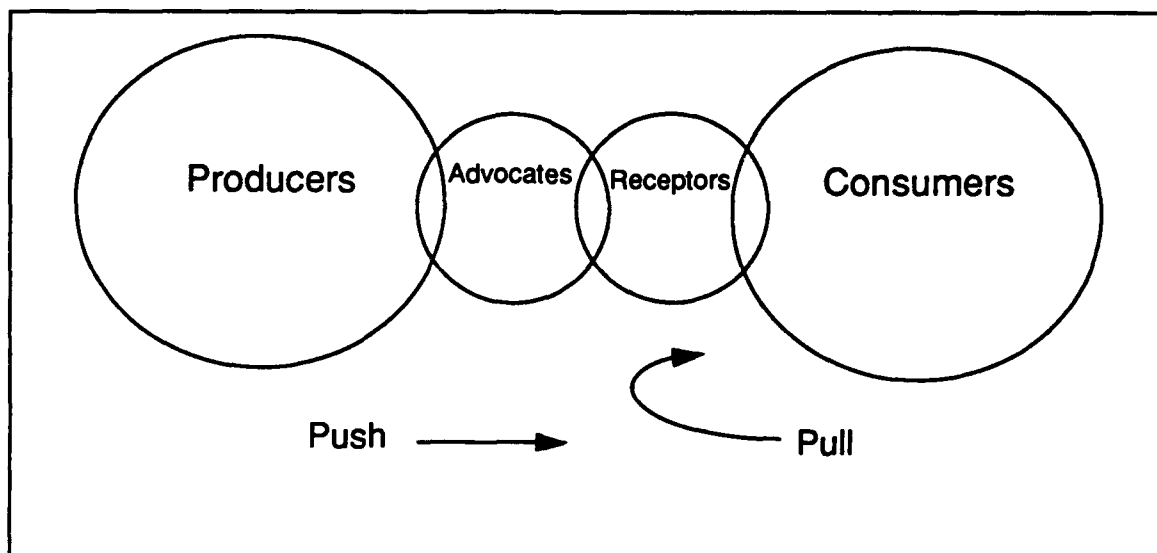 Producers
Advocates
Receptors
Consumers
Push
Pull